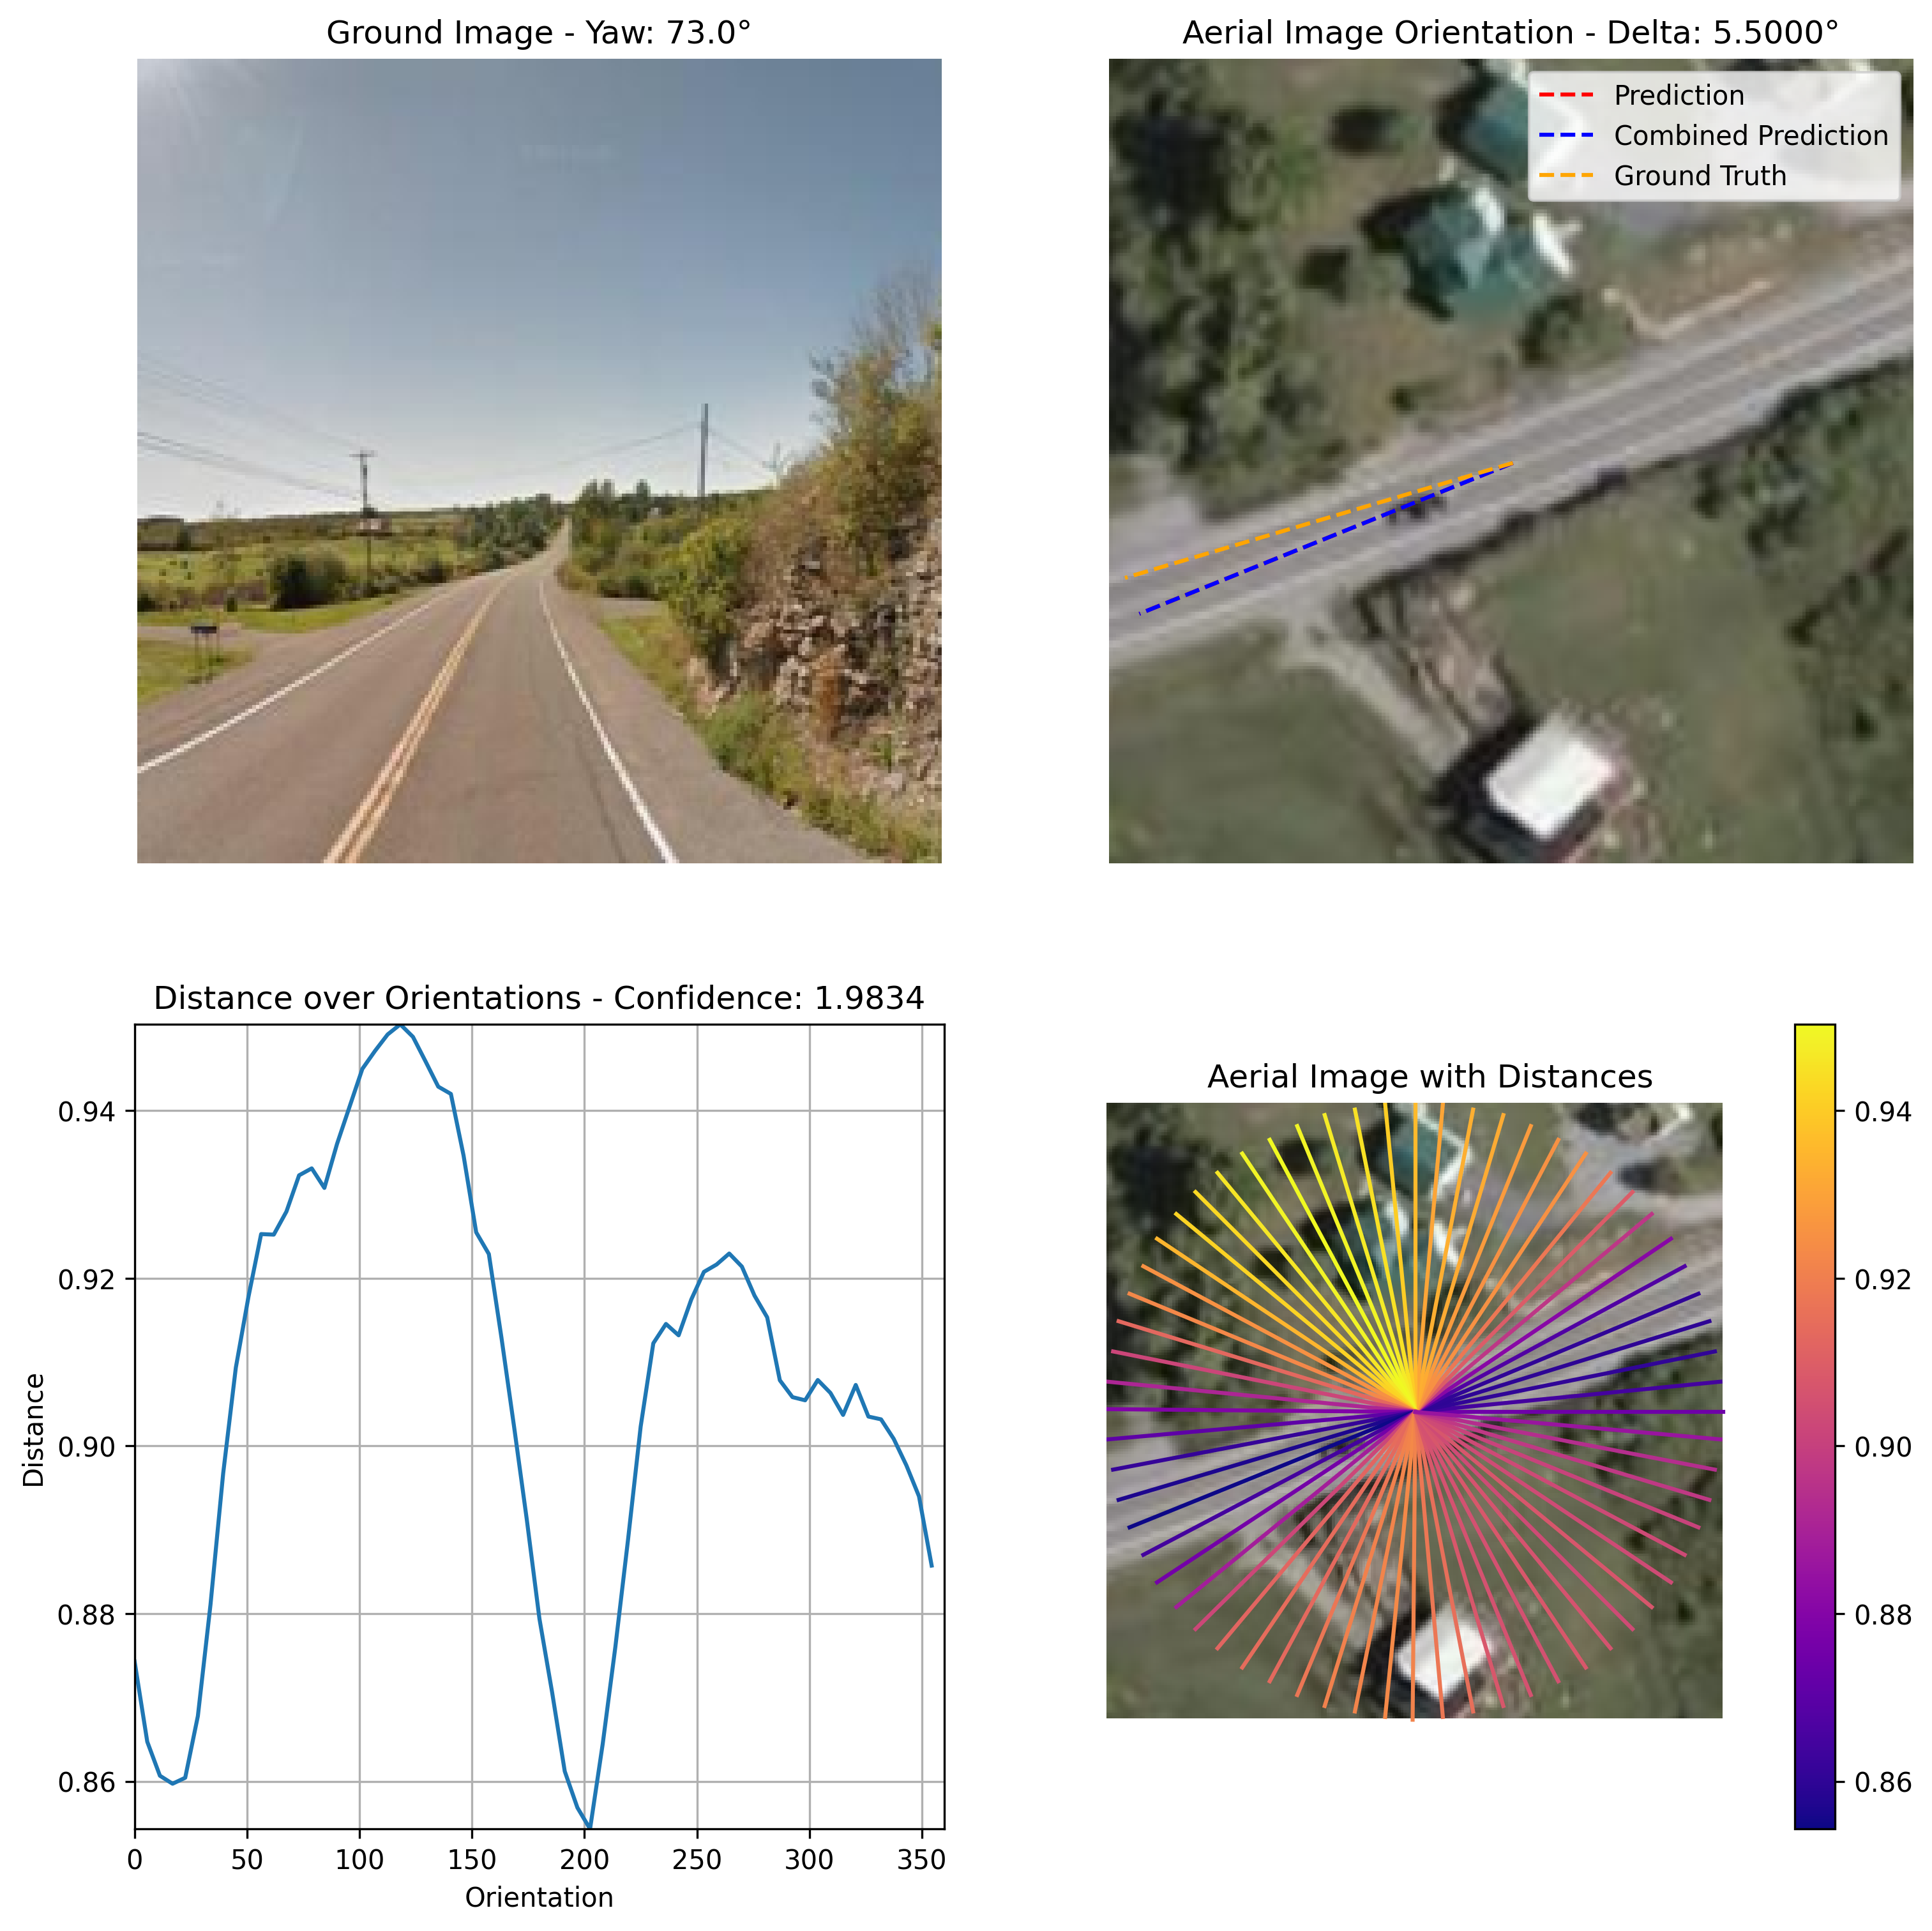 Ground Image - Yaw: 73.0°
Aerial Image Orientation - Delta: 5.5000°
Prediction
Combined Prediction
Ground Truth
Distance over Orientations - Confidence: 1.9834
Distance
0.94
0.92
0.90
0.88
0.86
0 50 100 150 200 250 300 350
Orientation
Aerial Image with Distances
0.94
0.92
0.90
0.88
0.86